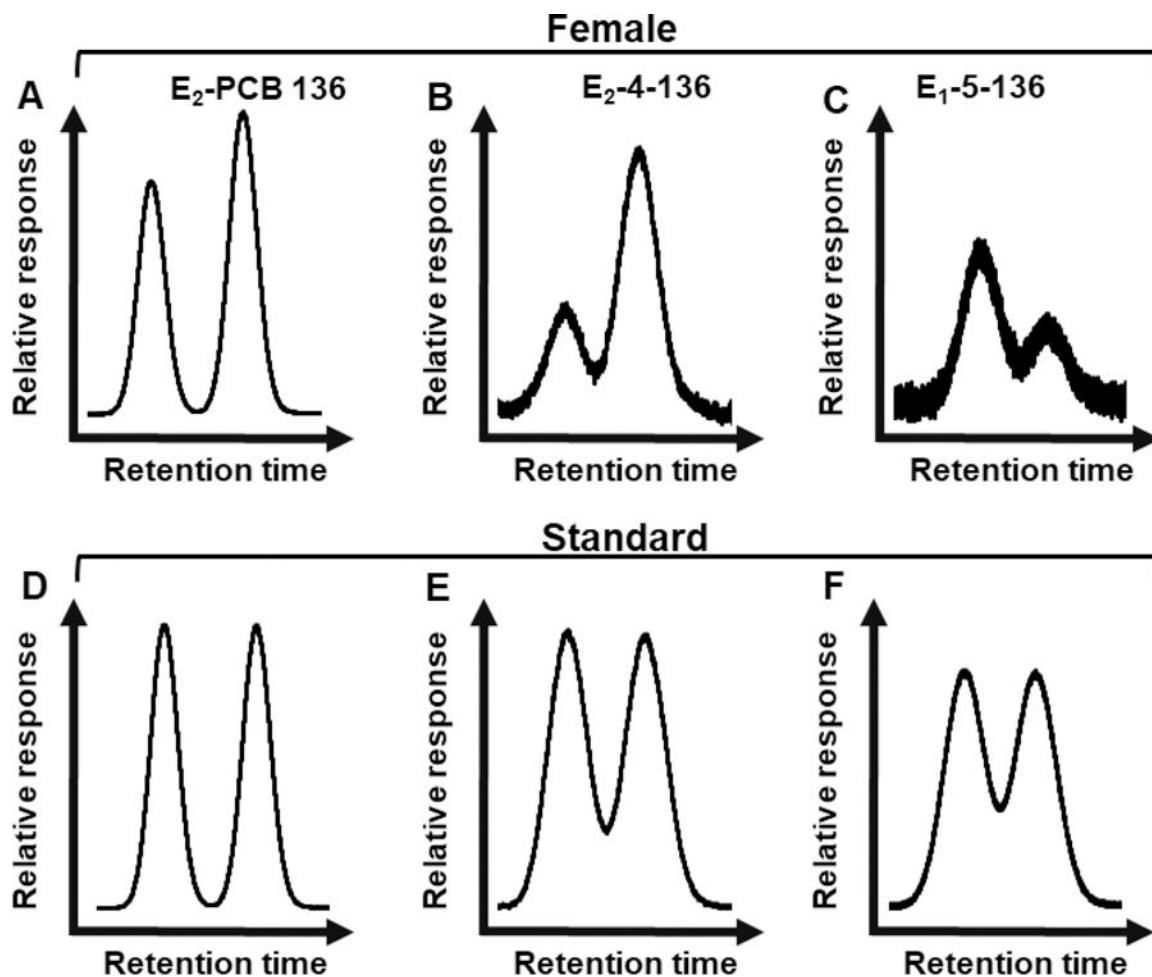 Female
A
E₂-PCB 136
B
E₂-4-136
C
E₁-5-136
Relative response
Retention time
Relative response
Retention time
Relative response
Retention time
Standard
D
E
F
Relative response
Retention time
Relative response
Retention time
Relative response
Retention time